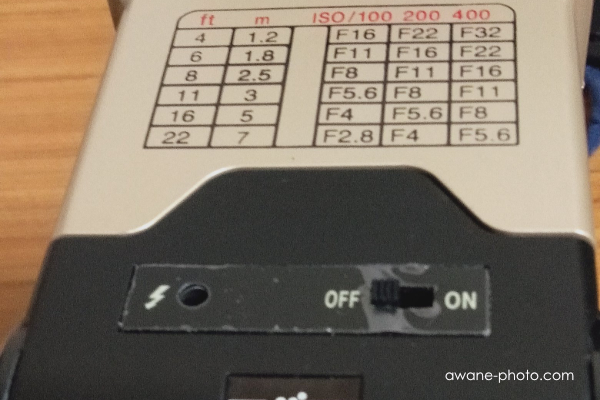 ft m ISO/100 200 400
4 1.2 F16 F22 F32
6 1.8 F11 F16 F22
8 2.5 F8 F11 F16
11 3 F5.6 F8 F11
16 5 F4 F5.6 F8
22 7 F2.8 F4 F5.6
OFF ON
awane-photo.com